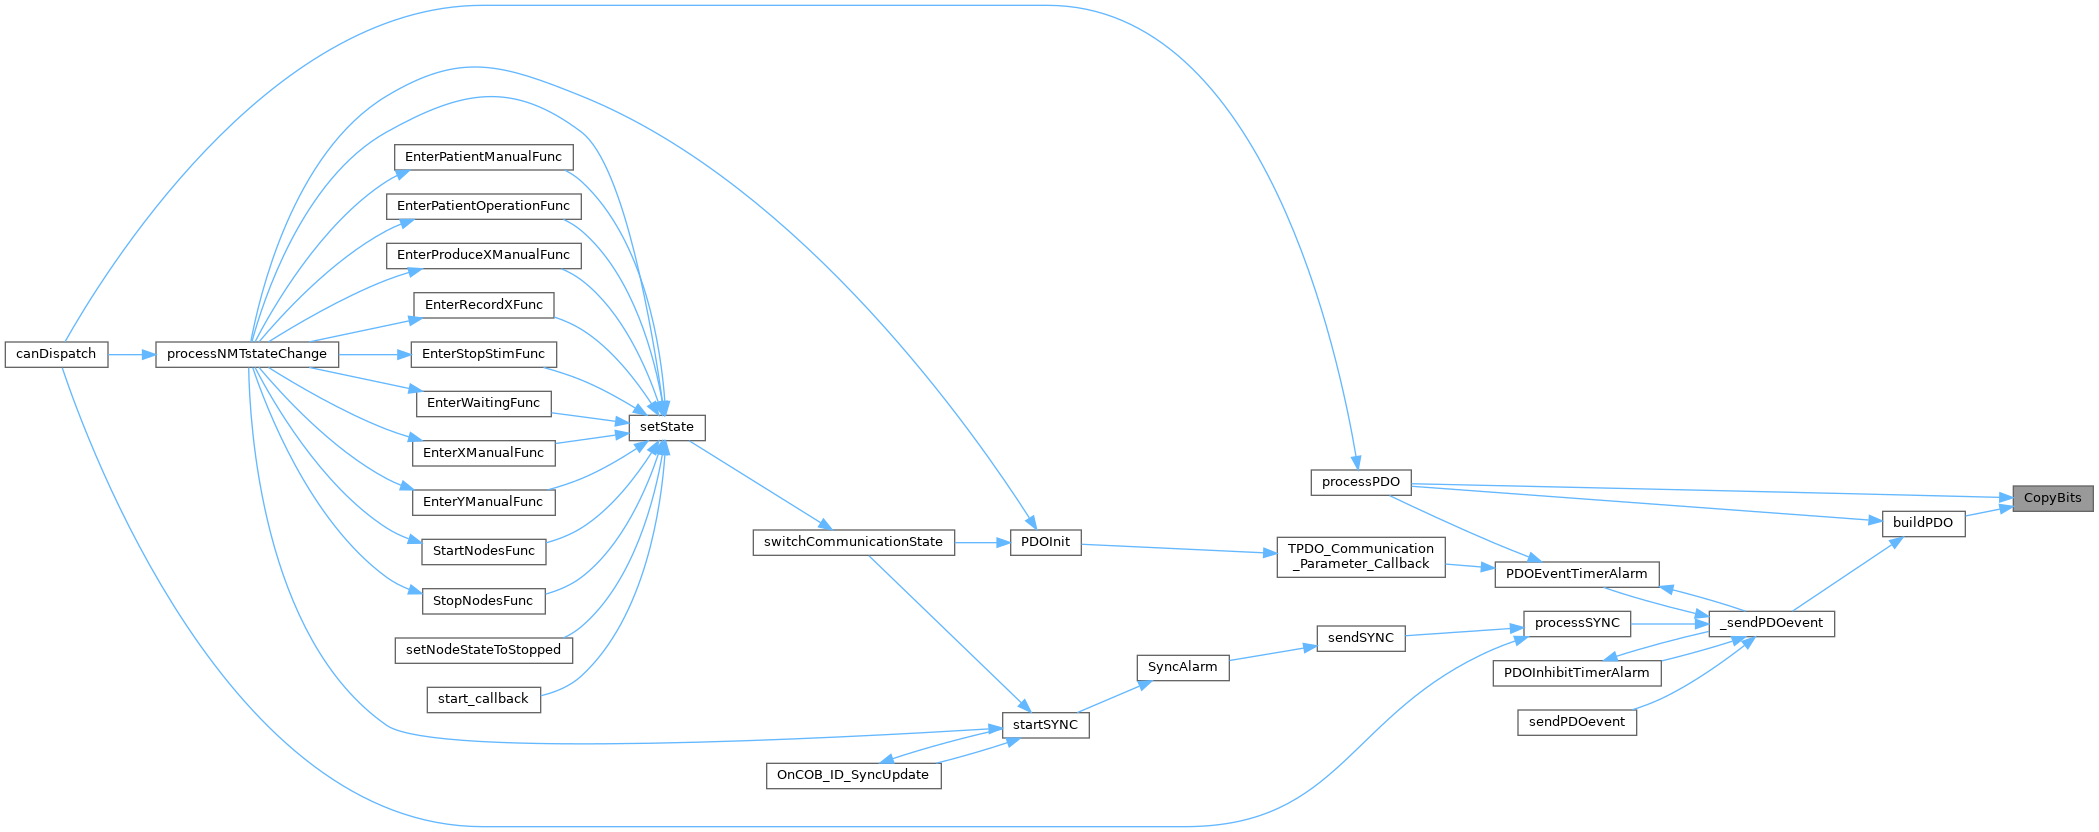 EnterPatientManualFunc
EnterPatientOperationFunc
EnterProduceXManualFunc
EnterRecordXFunc
canDispatch
processNMTstateChange
EnterStopStimFunc
EnterWaitingFunc
setState
EnterXManualFunc
processPDO
EnterYManualFunc
CopyBits
buildPDO
switchCommunicationState
PDOInit
StartNodesFunc
TPDO_Communication
_Parameter_Callback
PDOEventTimerAlarm
StopNodesFunc
processSYNC
_sendPDOevent
sendSYNC
setNodeStateToStopped
SyncAlarm
PDOInhibitTimerAlarm
start_callback
startSYNC
sendPDOevent
OnCOB_ID_SyncUpdate